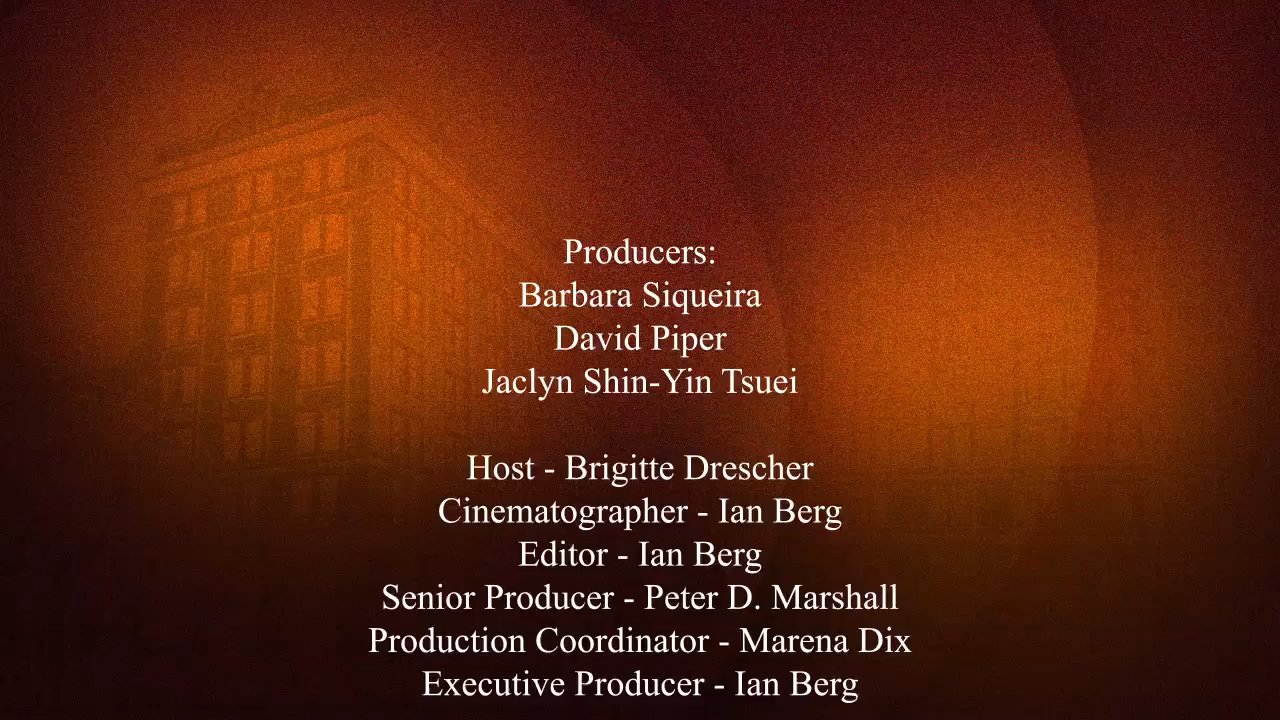 Producers:
Barbara Siqueira
David Piper
Jaclyn Shin-Yin Tsuei
Host - Brigitte Drescher
Cinematographer - Ian Berg
Editor - Ian Berg
Senior Producer - Peter D. Marshall
Production Coordinator - Marena Dix
Executive Producer - Ian Berg